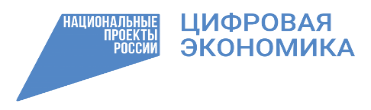 НАЦИОНАЛЬНЫЕ
ПРОЕКТЫ
РОССИИ
ЦИФРОВАЯ
ЭКОНОМИКА